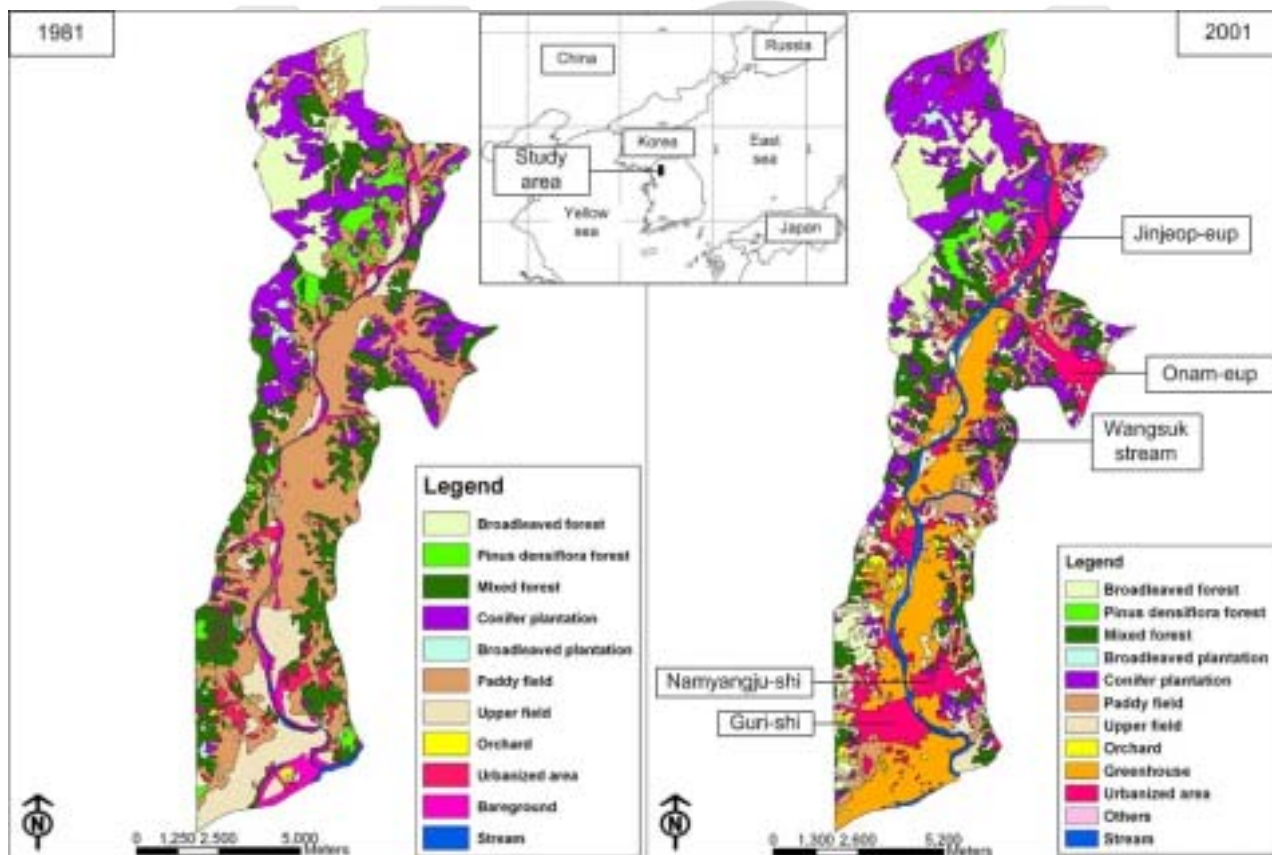 1981
2001
China
Russia
Korea
East
sea
Study
area
Yellow
sea
Japan
Jinjeop-eup
Onam-eup
Wangsuk
stream
Namyangju-shi
Guri-shi
Legend
Broadleaved forest
Pinus densiflora forest
Mixed forest
Conifer plantation
Broadleaved plantation
Paddy field
Upper field
Orchard
Urbanized area
Bareground
Stream
N
0 1,250 2,500 5,000
Meters
Legend
Broadleaved forest
Pinus densiflora forest
Mixed forest
Broadleaved plantation
Conifer plantation
Paddy field
Upper field
Orchard
Greenhouse
Urbanized area
Others
Stream
N
0 1,300 2,600 5,200
Meters